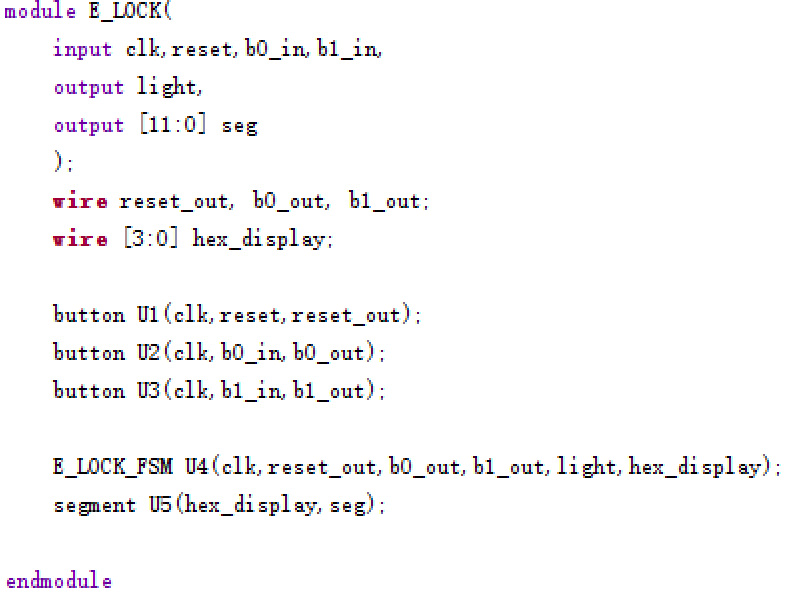 module E_LOCK(
input clk,reset,b0_in,b1_in,
output light,
output [11:0] seg
);
wire reset_out, b0_out, b1_out;
wire [3:0] hex_display;
button U1(clk,reset,reset_out);
button U2(clk,b0_in,b0_out);
button U3(clk,b1_in,b1_out);
E_LOCK_FSM U4(clk,reset_out,b0_out,b1_out,light,hex_display);
segment U5(hex_display,seg);
endmodule